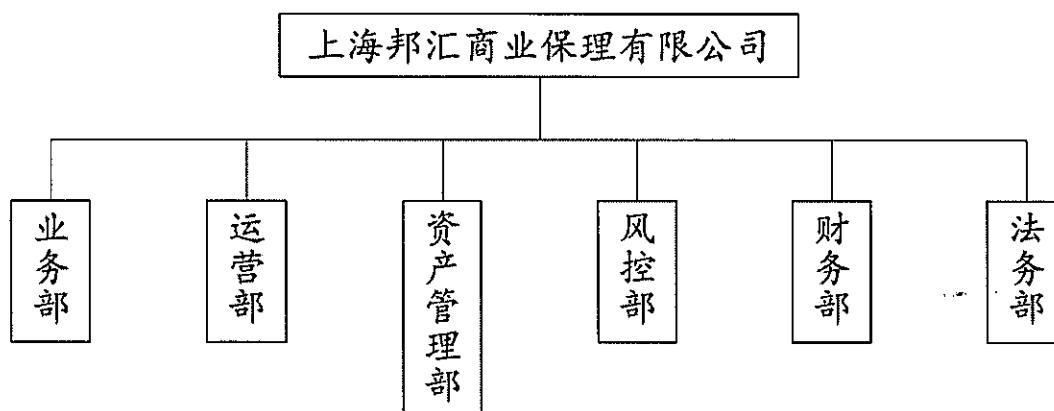 上海邦汇商业保理有限公司
业务部
运营部
资产管理部
风控部
财务部
法务部